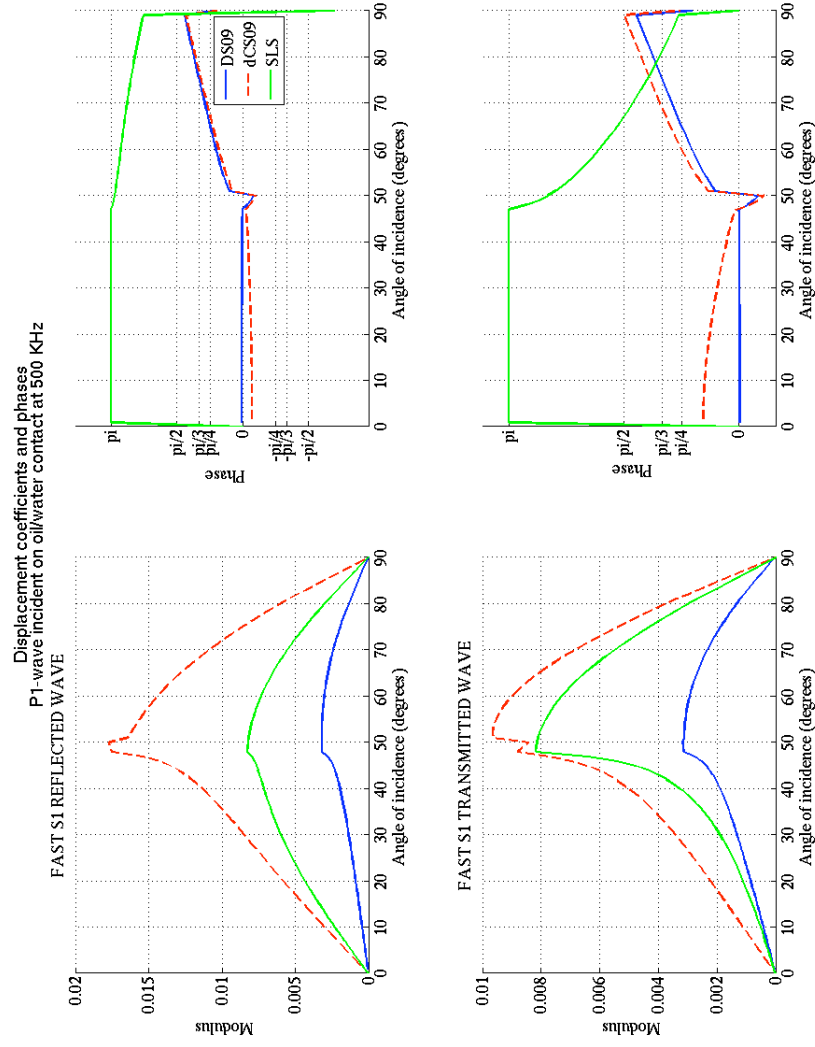 Displacement coefficients and phases
P1-wave incident on oil/water contact at 500 KHz
FAST S1 REFLECTED WAVE
Modulus
0.02
0.015
0.01
0.005
0
0 10 20 30 40 50 60 70 80 90
Angle of incidence (degrees)
Phase
pi
pi/2
pi/3
pi/4
0
-pi/4
-pi/3
-pi/2
0 10 20 30 40 50 60 70 80 90
Angle of incidence (degrees)
DS09
dCS09
SLS
FAST S1 TRANSMITTED WAVE
Modulus
0.01
0.008
0.006
0.004
0.002
0
0 10 20 30 40 50 60 70 80 90
Angle of incidence (degrees)
Phase
pi
pi/2
pi/3
pi/4
0
0 10 20 30 40 50 60 70 80 90
Angle of incidence (degrees)